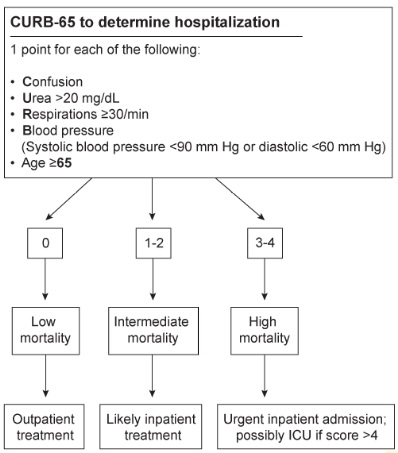 CURB-65 to determine hospitalization
1 point for each of the following:
• Confusion
• Urea >20 mg/dL
• Respirations ≥30/min
• Blood pressure
(Systolic blood pressure <90 mm Hg or diastolic <60 mm Hg)
• Age ≥65
0
1-2
3-4
Low
mortality
Intermediate
mortality
High
mortality
Outpatient
treatment
Likely inpatient
treatment
Urgent inpatient admission;
possibly ICU if score >4